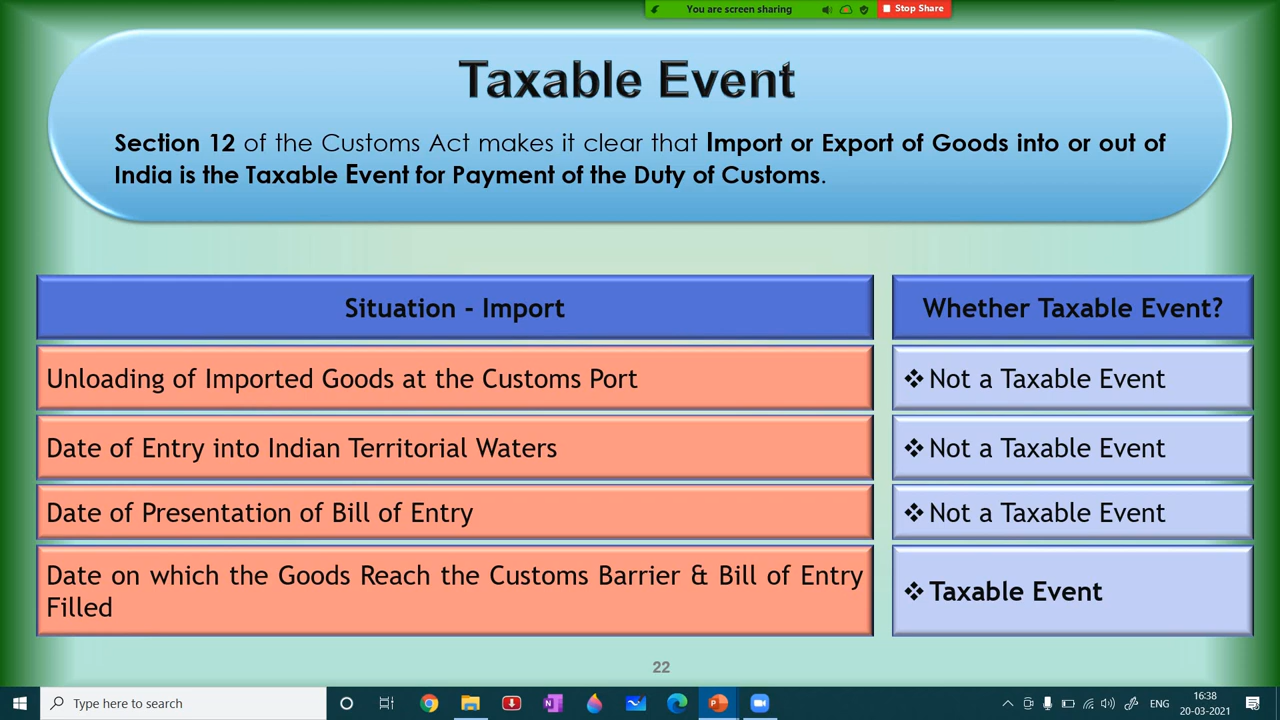 You are screen sharing
Stop Share
Taxable Event
Section 12 of the Customs Act makes it clear that Import or Export of Goods into or out of
India is the Taxable Event for Payment of the Duty of Customs.
Situation - Import
Whether Taxable Event?
Unloading of Imported Goods at the Customs Port
❖ Not a Taxable Event
Date of Entry into Indian Territorial Waters
❖ Not a Taxable Event
Date of Presentation of Bill of Entry
❖ Not a Taxable Event
Date on which the Goods Reach the Customs Barrier & Bill of Entry
Filled
❖ Taxable Event
22
Type here to search
ENG
16:38
20-03-2021